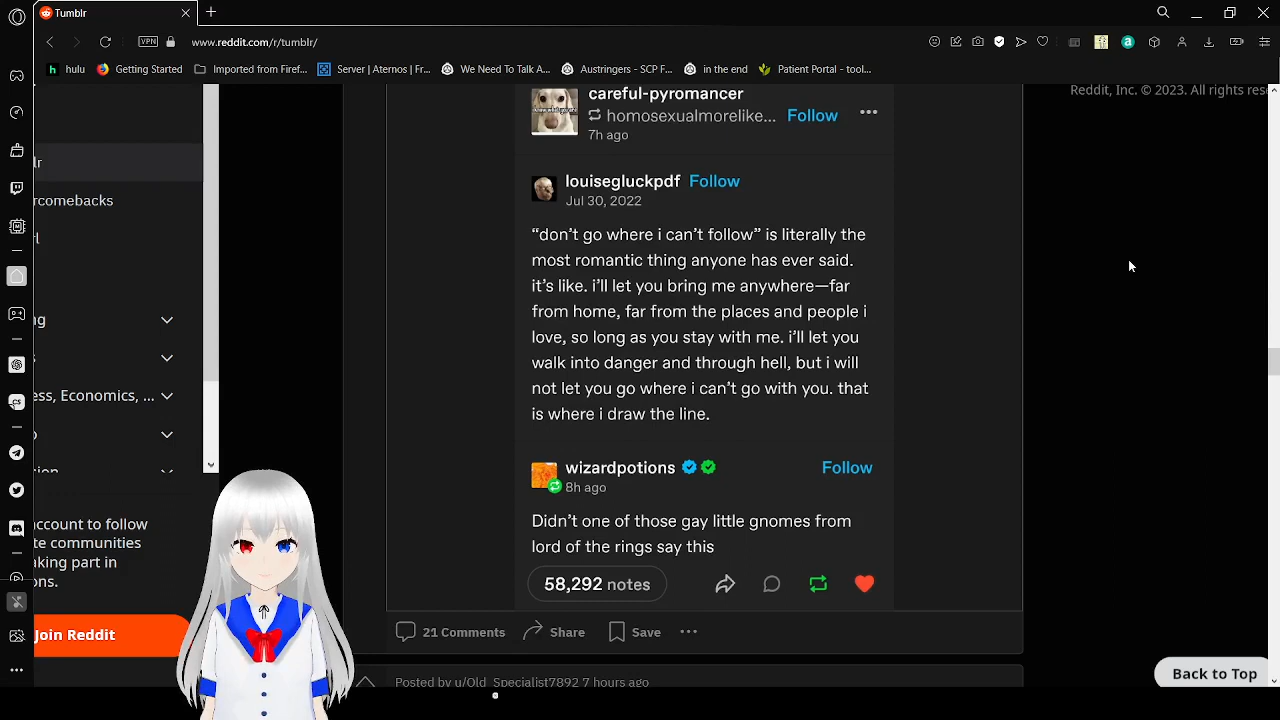 Tumblr
www.reddit.com/r/tumblr/
VPN
hulu
Getting Started
Imported from Firef...
Server | Aternos | Fr...
We Need To Talk A...
Austringers - SCP F...
in the end
Patient Portal - tool...
Reddit, Inc. © 2023. All rights rese
lr
rcomebacks
rl
ng
s
ess, Economics, ...
account to follow
te communities
aking part in
ons.
Join Reddit
careful-pyromancer
homosexualmorelike... Follow
7h ago
louisegluckpdf Follow
Jul 30, 2022
“don’t go where i can’t follow” is literally the
most romantic thing anyone has ever said.
it’s like. i’ll let you bring me anywhere—far
from home, far from the places and people i
love, so long as you stay with me. i’ll let you
walk into danger and through hell, but i will
not let you go where i can’t go with you. that
is where i draw the line.
wizardpotions Follow
8h ago
Didn’t one of those gay little gnomes from
lord of the rings say this
58,292 notes
21 Comments Share Save
Posted by u/Old_Specialist7892 7 hours ago
Back to Top